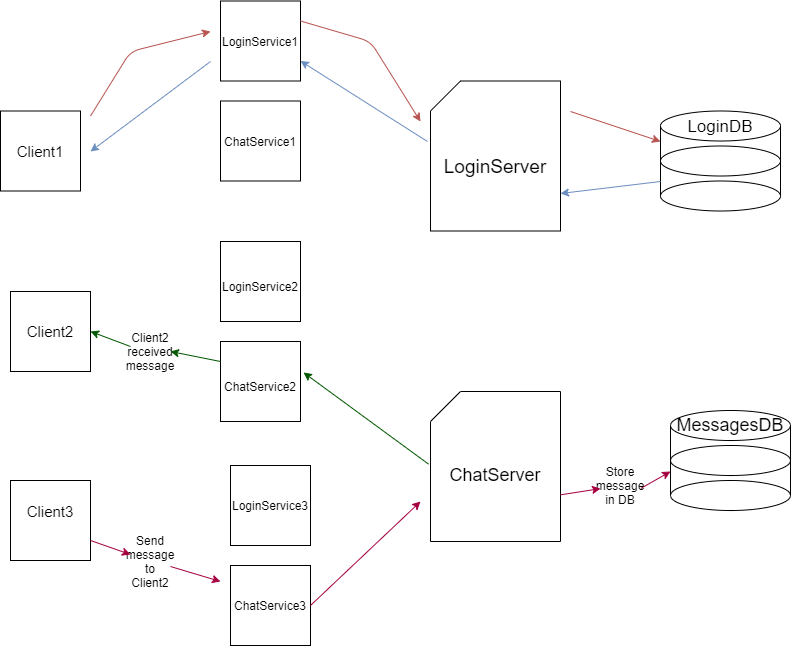 LoginService1
Client1
ChatService1
LoginServer
LoginDB
LoginService2
Client2
Client2
received
message
ChatService2
ChatServer
MessagesDB
Store
message
in DB
LoginService3
Client3
Send
message
to
Client2
ChatService3